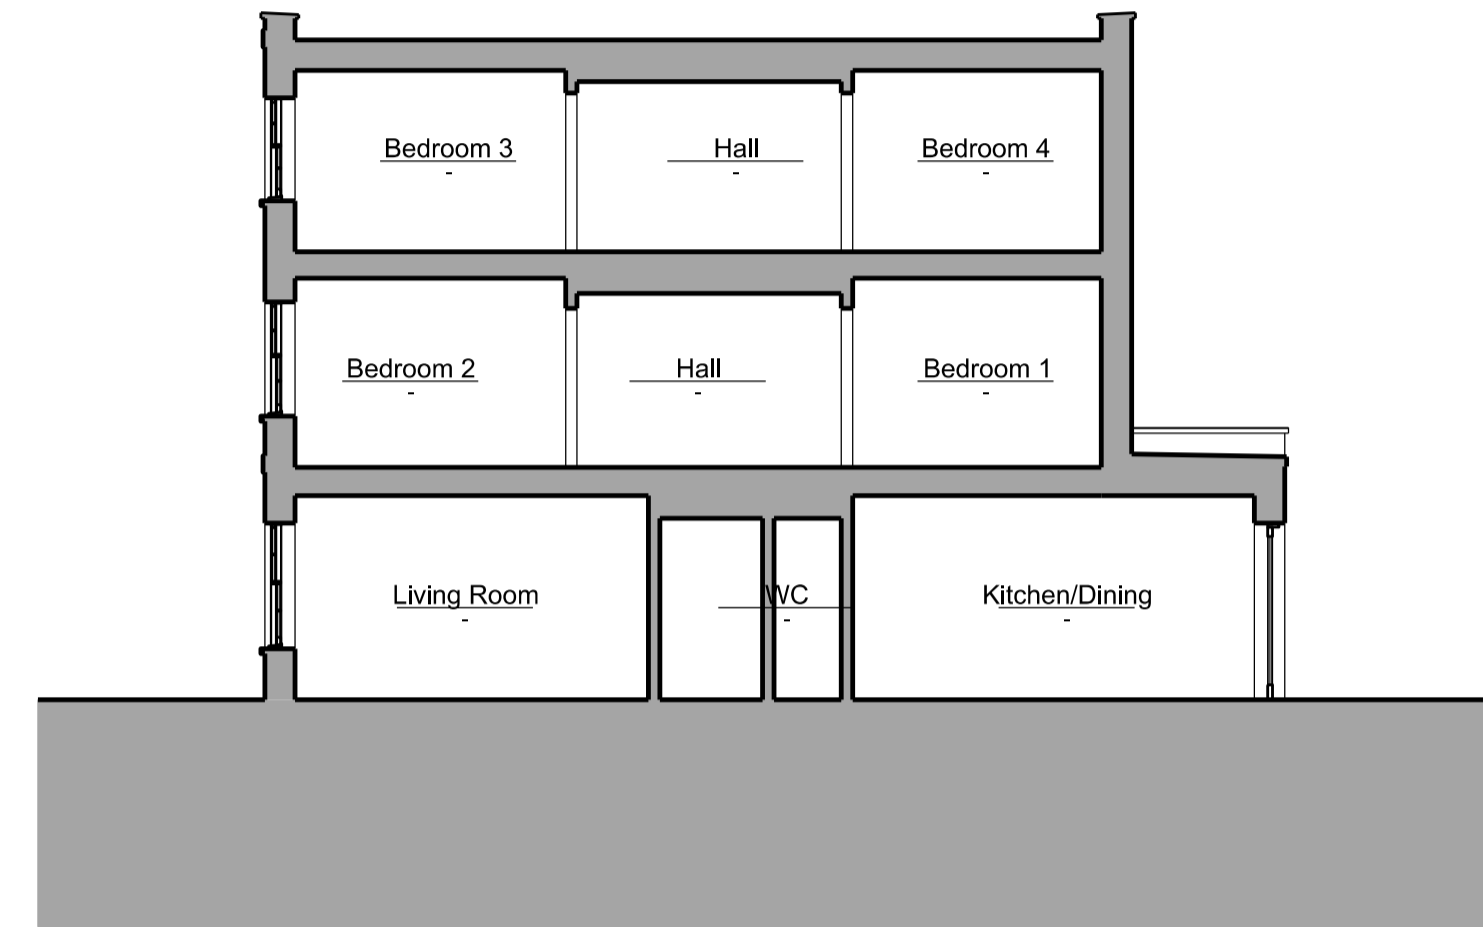 Bedroom 3 Hall Bedroom 4
- - -
Bedroom 2 Hall Bedroom 1
- - -
Living Room WC Kitchen/Dining
- - -